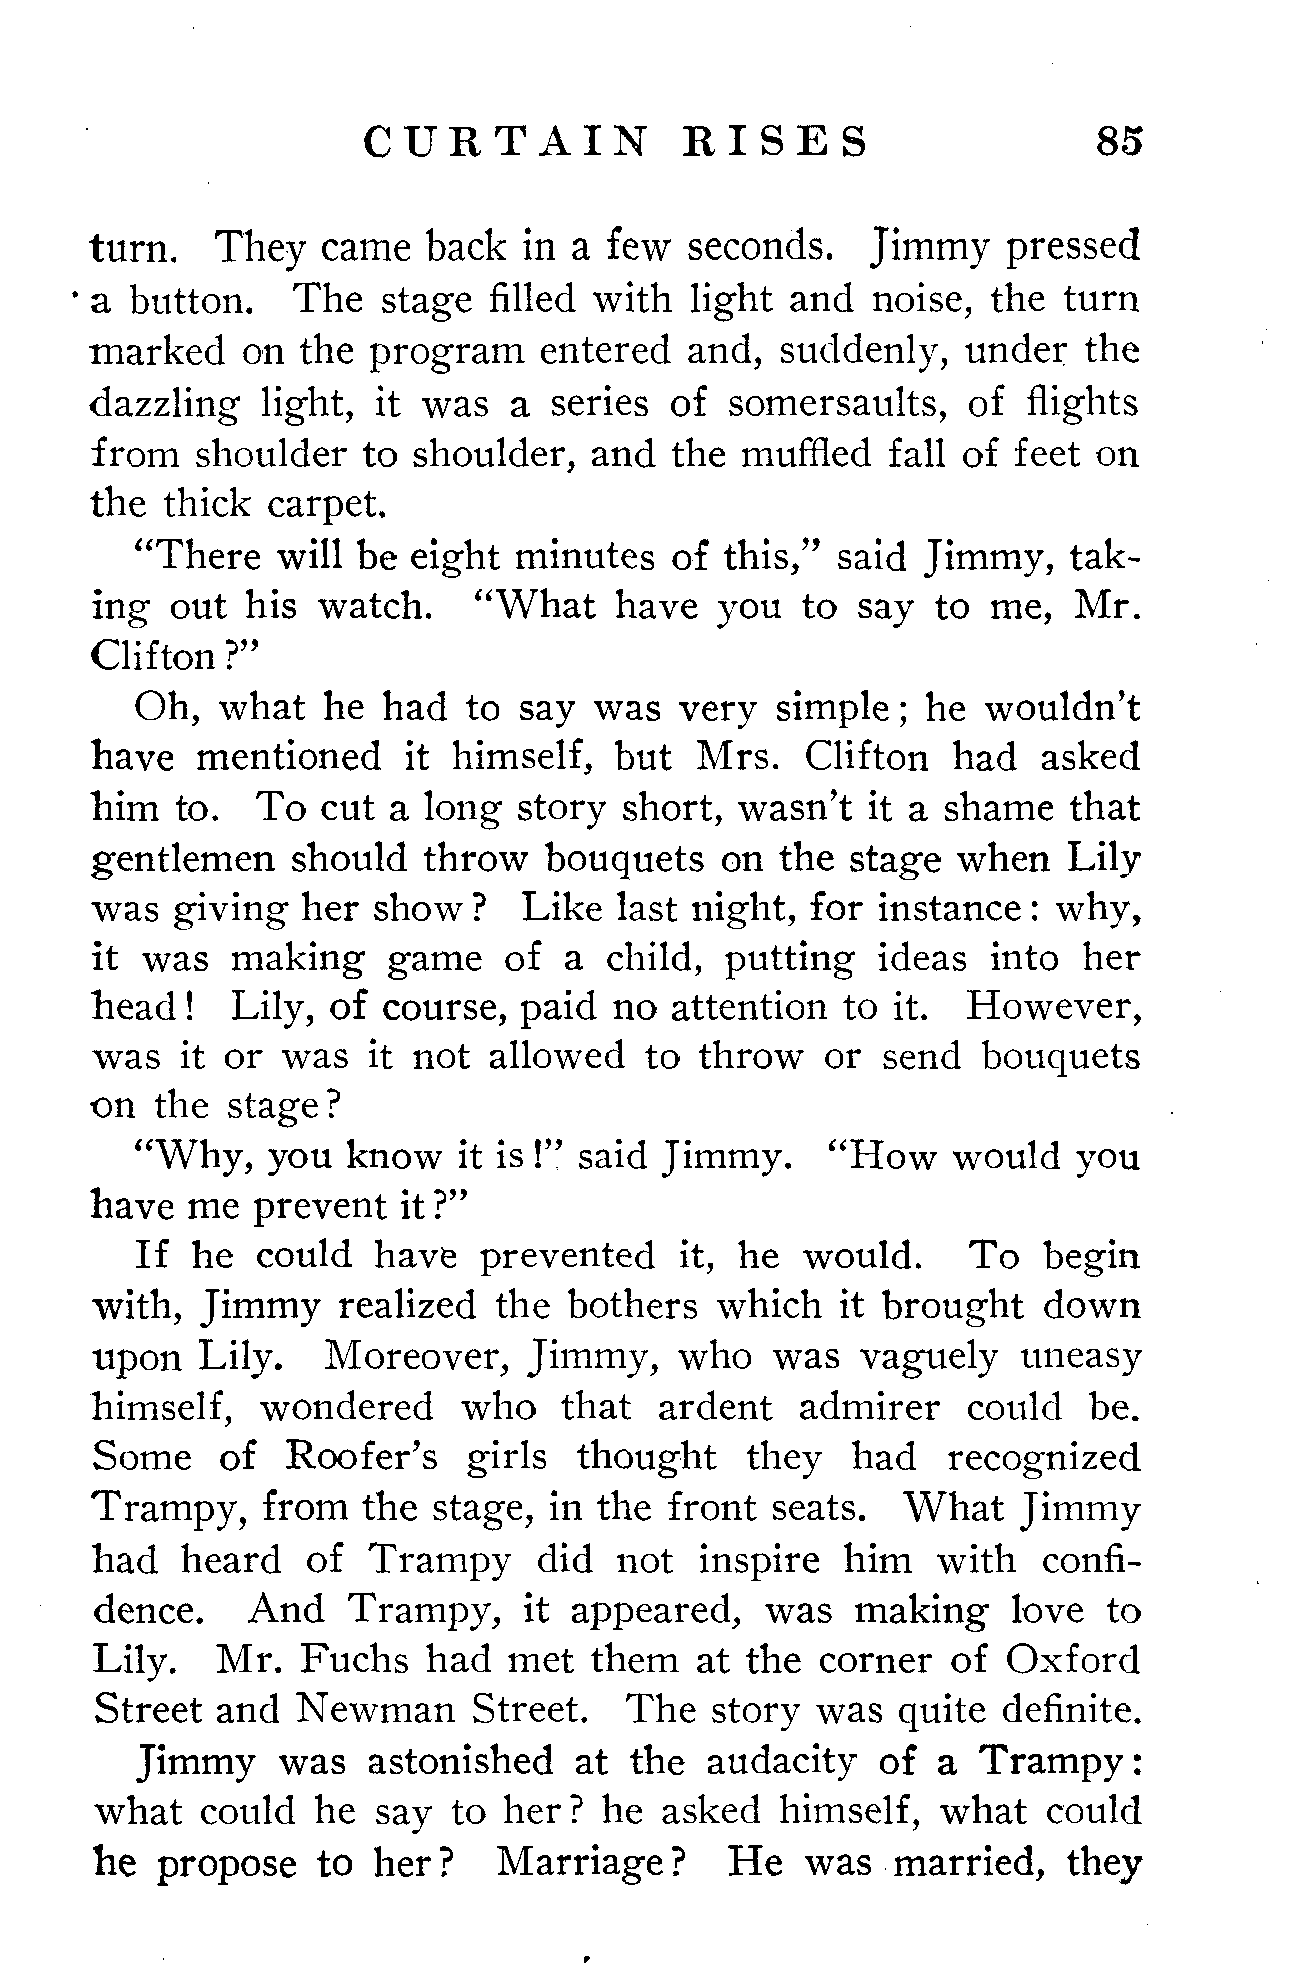 CURTAIN RISES 85
turn. They came back in a few seconds. Jimmy pressed
a button. The stage filled with light and noise, the turn
marked on the program entered and, suddenly, under the
dazzling light, it was a series of somersaults, of flights
from shoulder to shoulder, and the muffled fall of feet on
the thick carpet.
“There will be eight minutes of this,” said Jimmy, tak-
ing out his watch. “What have you to say to me, Mr.
Clifton?”
Oh, what he had to say was very simple; he wouldn't
have mentioned it himself, but Mrs. Clifton had asked
him to. To cut a long story short, wasn't it a shame that
gentlemen should throw bouquets on the stage when Lily
was giving her show? Like last night, for instance: why,
it was making game of a child, putting ideas into her
head! Lily, of course, paid no attention to it. However,
was it or was it not allowed to throw or send bouquets
on the stage?
“Why, you know it is!” said Jimmy. “How would you
have me prevent it?”
If he could have prevented it, he would. To begin
with, Jimmy realized the bothers which it brought down
upon Lily. Moreover, Jimmy, who was vaguely uneasy
himself, wondered who that ardent admirer could be.
Some of Roofer's girls thought they had recognized
Trampy, from the stage, in the front seats. What Jimmy
had heard of Trampy did not inspire him with confi-
dence. And Trampy, it appeared, was making love to
Lily. Mr. Fuchs had met them at the corner of Oxford
Street and Newman Street. The story was quite definite.
Jimmy was astonished at the audacity of a Trampy:
what could he say to her? he asked himself, what could
he propose to her? Marriage? He was married, they